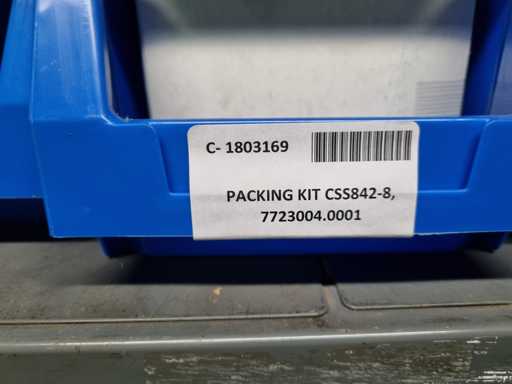 C- 1803169
PACKING KIT CSS842-8,
7723004.0001